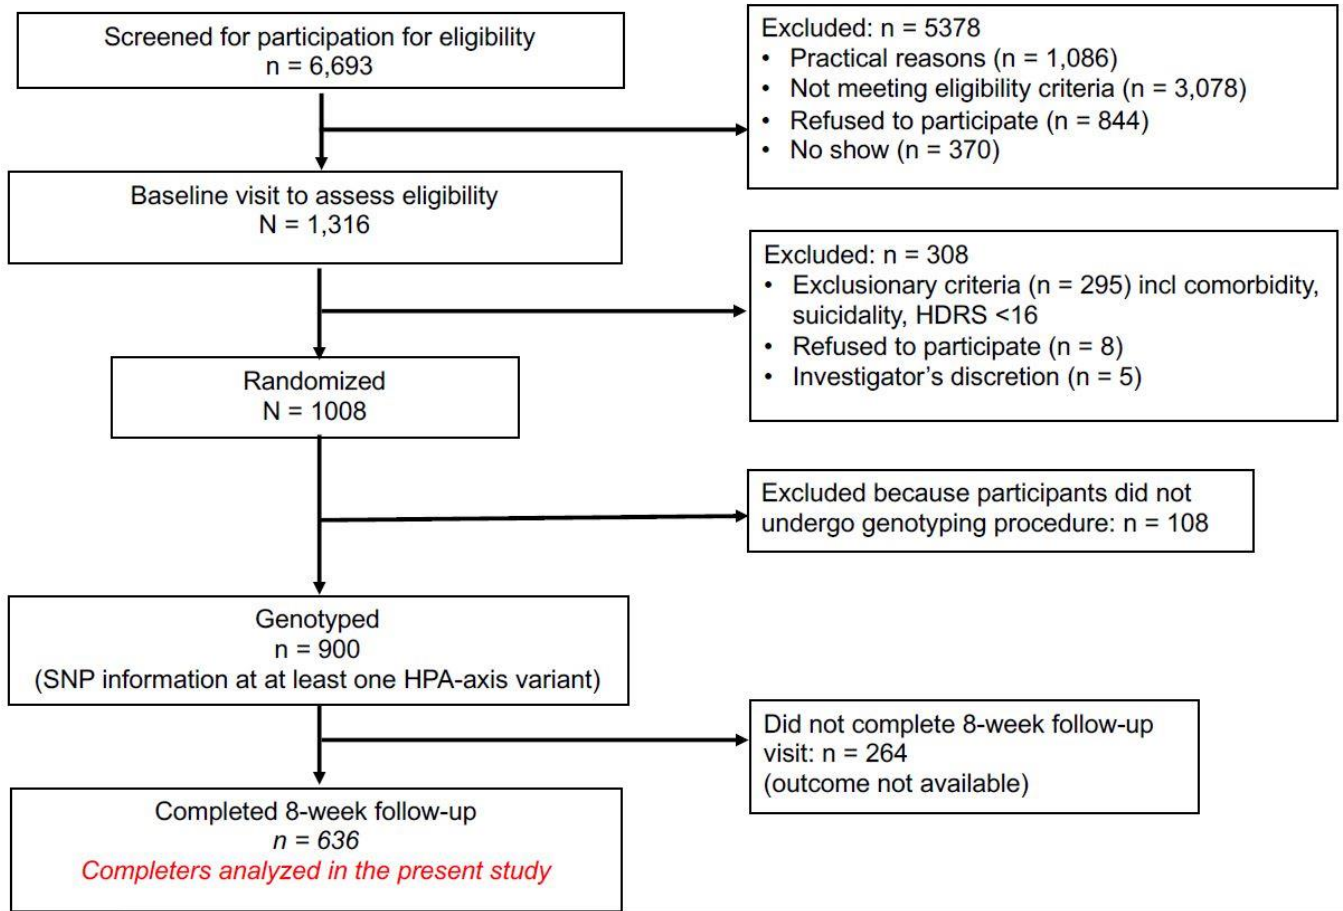 Screened for participation for eligibility
n = 6,693
Excluded: n = 5378
• Practical reasons (n = 1,086)
• Not meeting eligibility criteria (n = 3,078)
• Refused to participate (n = 844)
• No show (n = 370)
Baseline visit to assess eligibility
N = 1,316
Excluded: n = 308
• Exclusionary criteria (n = 295) incl comorbidity,
suicidality, HDRS <16
• Refused to participate (n = 8)
• Investigator's discretion (n = 5)
Randomized
N = 1008
Excluded because participants did not
undergo genotyping procedure: n = 108
Genotyped
n = 900
(SNP information at at least one HPA-axis variant)
Did not complete 8-week follow-up
visit: n = 264
(outcome not available)
Completed 8-week follow-up
n = 636
Completers analyzed in the present study